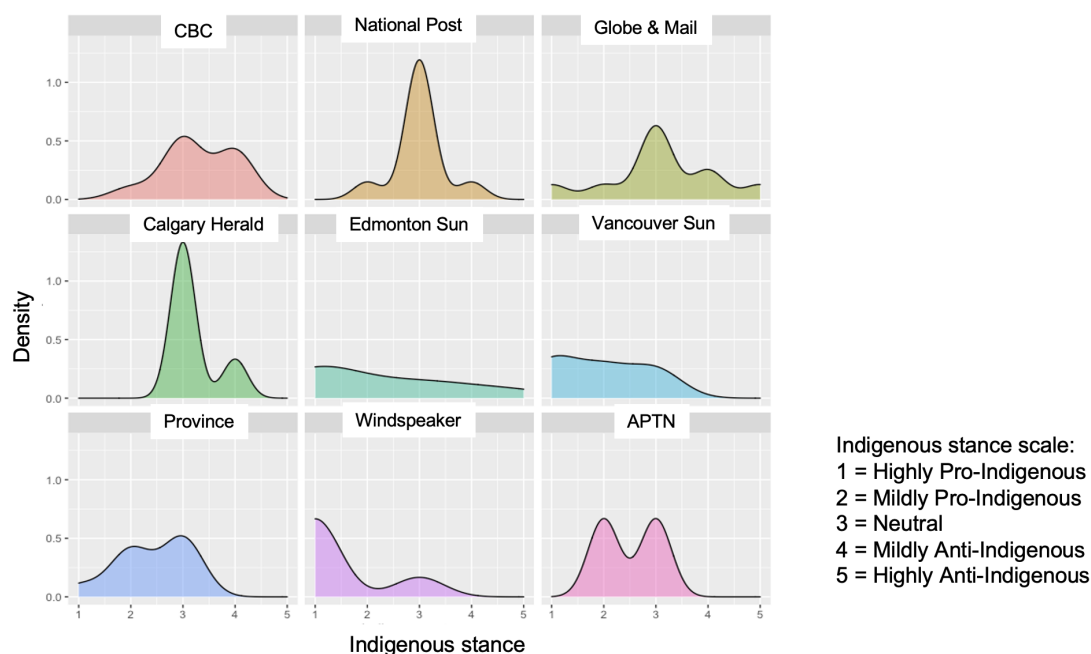 CBC
National Post
Globe & Mail
1.0
0.5
0.0
Calgary Herald
Edmonton Sun
Vancouver Sun
1.0
0.5
0.0
Density
Province
Windspeaker
APTN
1.0
0.5
0.0
1 2 3 4 5
1 2 3 4 5
1 2 3 4 5
Indigenous stance
Indigenous stance scale:
1 = Highly Pro-Indigenous
2 = Mildly Pro-Indigenous
3 = Neutral
4 = Mildly Anti-Indigenous
5 = Highly Anti-Indigenous